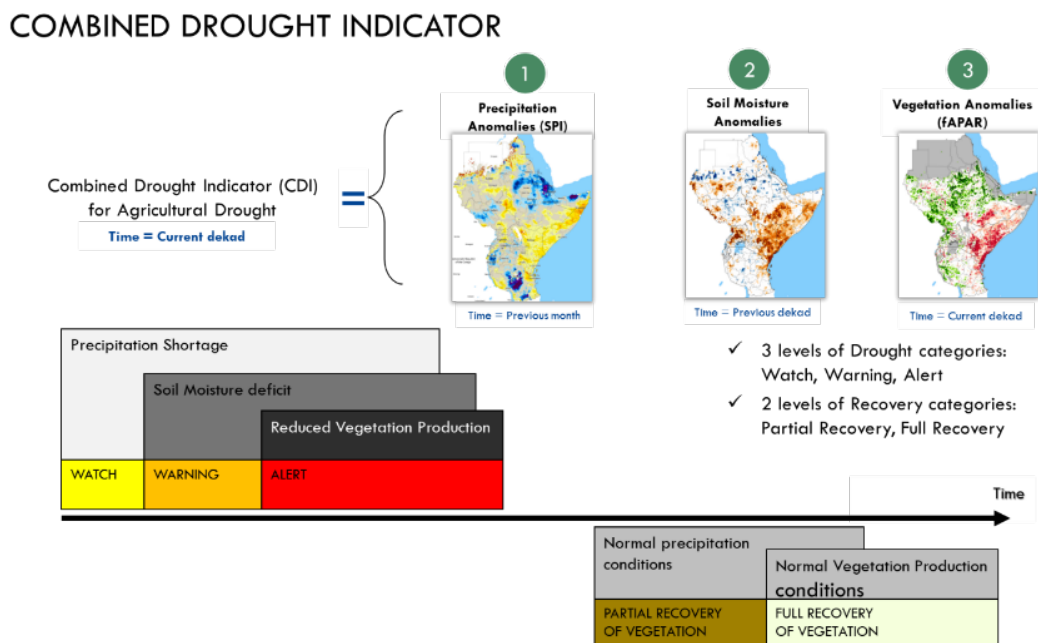 COMBINED DROUGHT INDICATOR
1
Precipitation
Anomalies (SPI)
Time = Previous month
2
Soil Moisture
Anomalies
Time = Previous dekad
3
Vegetation Anomalies
(fAPAR)
Time = Current dekad
Combined Drought Indicator (CDI)
for Agricultural Drought
Time = Current dekad
=
Precipitation Shortage
Soil Moisture deficit
Reduced Vegetation Production
WATCH
WARNING
ALERT
✓ 3 levels of Drought categories:
Watch, Warning, Alert
✓ 2 levels of Recovery categories:
Partial Recovery, Full Recovery
Time
Normal precipitation
conditions
Normal Vegetation Production
conditions
PARTIAL RECOVERY
OF VEGETATION
FULL RECOVERY
OF VEGETATION